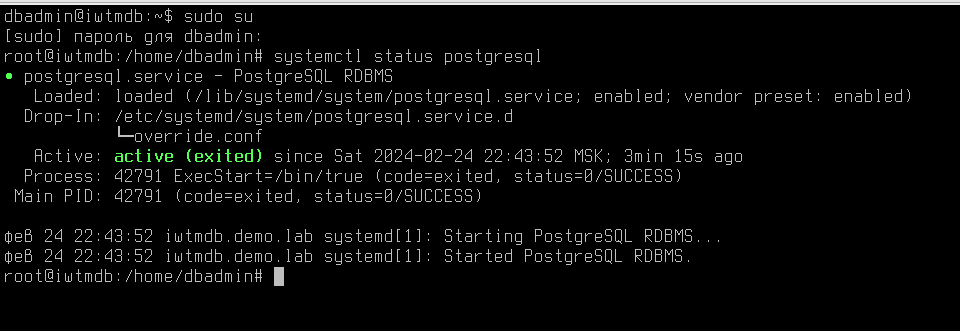 dbadmin@iwtmdb:~$ sudo su
[sudo] пароль для dbadmin:
root@iwtmdb:/home/dbadmin# systemctl status postgresql
● postgresql.service - PostgreSQL RDBMS
Loaded: loaded (/lib/systemd/system/postgresql.service; enabled; vendor preset: enabled)
Drop-In: /etc/systemd/system/postgresql.service.d
└─override.conf
Active: active (exited) since Sat 2024-02-24 22:43:52 MSK; 3min 15s ago
Process: 42791 ExecStart=/bin/true (code=exited, status=0/SUCCESS)
Main PID: 42791 (code=exited, status=0/SUCCESS)
фев 24 22:43:52 iwtmdb.demo.lab systemd[1]: Starting PostgreSQL RDBMS...
фев 24 22:43:52 iwtmdb.demo.lab systemd[1]: Started PostgreSQL RDBMS.
root@iwtmdb:/home/dbadmin#